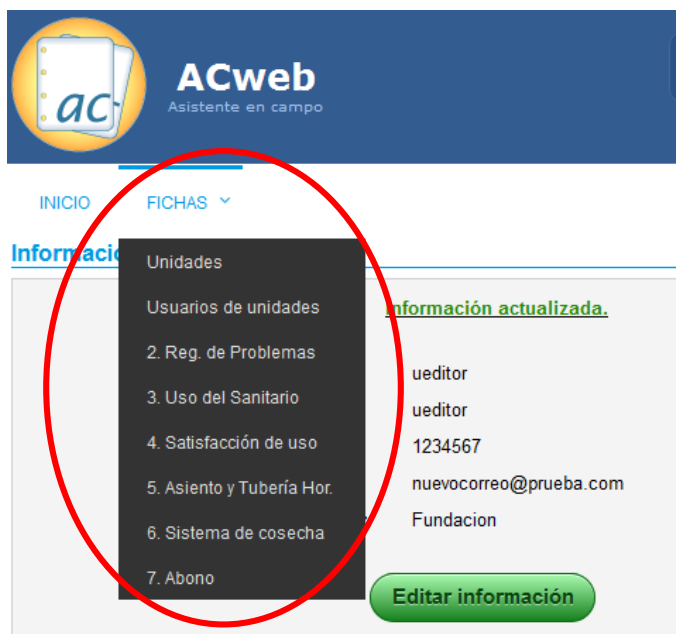 ac
ACweb
Asistente en campo
INICIO
FICHAS
Informació
Unidades
Usuarios de unidades
Información actualizada.
2. Reg. de Problemas
ueditor
3. Uso del Sanitario
ueditor
4. Satisfacción de uso
1234567
5. Asiento y Tubería Hor.
nuevocorreo@prueba.com
6. Sistema de cosecha
: Fundacion
7. Abono
Editar información